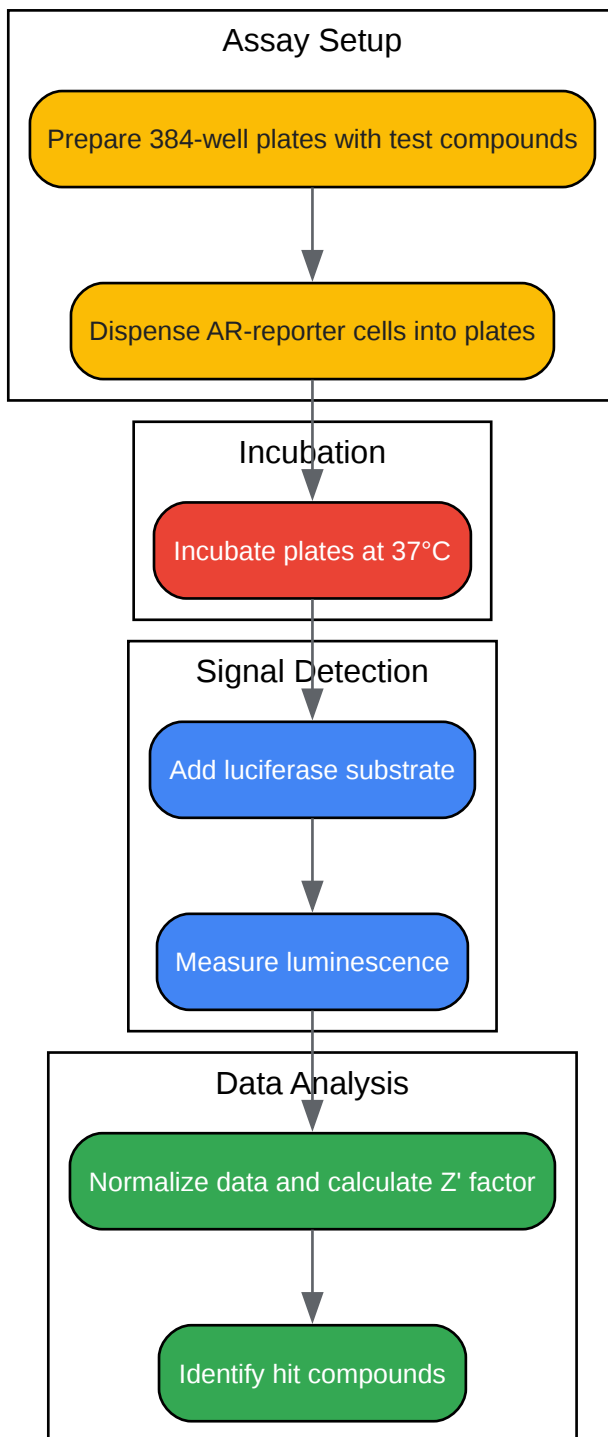 Assay Setup
Prepare 384-well plates with test compounds
Dispense AR-reporter cells into plates
Incubation
Incubate plates at 37°C
Signal Detection
Add luciferase substrate
Measure luminescence
Data Analysis
Normalize data and calculate Z' factor
Identify hit compounds